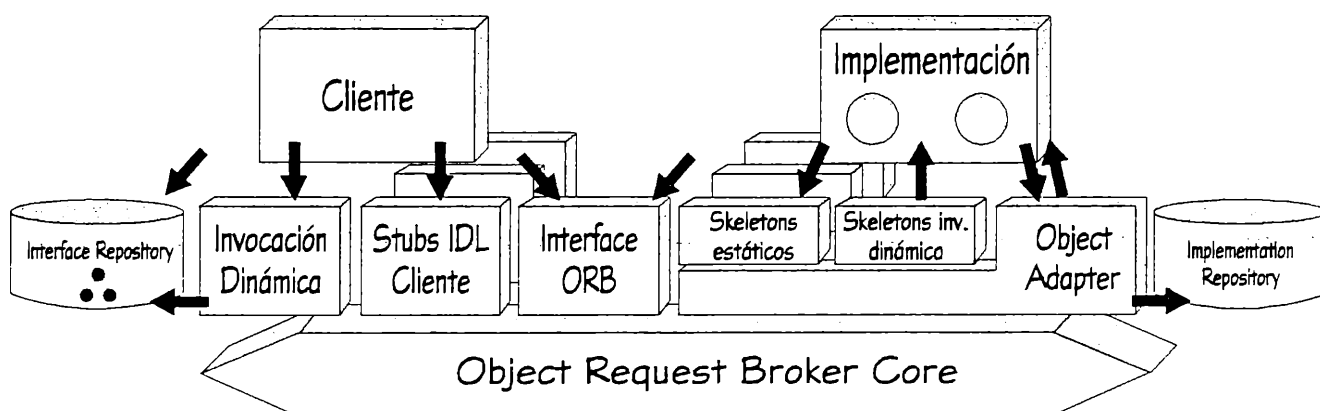 Cliente
Implementación
Interface Repository
Invocación
Dinámica
Stubs IDL
Cliente
Interface
ORB
Skeletons
estáticos
Skeletons inv.
dinámica
Object
Adapter
Implementation
Repository
Object Request Broker Core